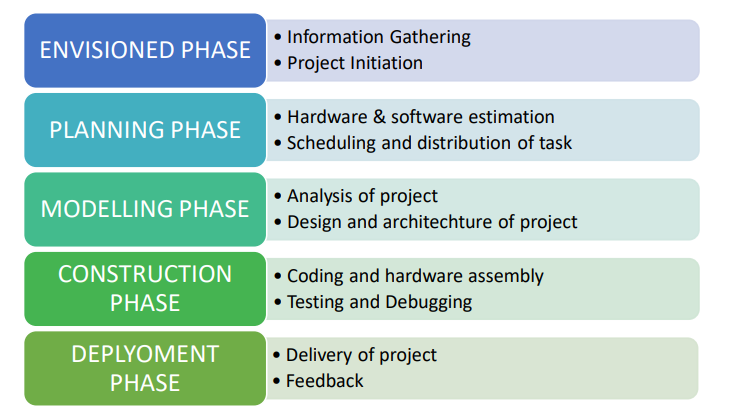 ENVISIONED PHASE
• Information Gathering
• Project Initiation
PLANNING PHASE
• Hardware & software estimation
• Scheduling and distribution of task
MODELLING PHASE
• Analysis of project
• Design and architechture of project
CONSTRUCTION
PHASE
• Coding and hardware assembly
• Testing and Debugging
DEPLYOMENT
PHASE
• Delivery of project
• Feedback